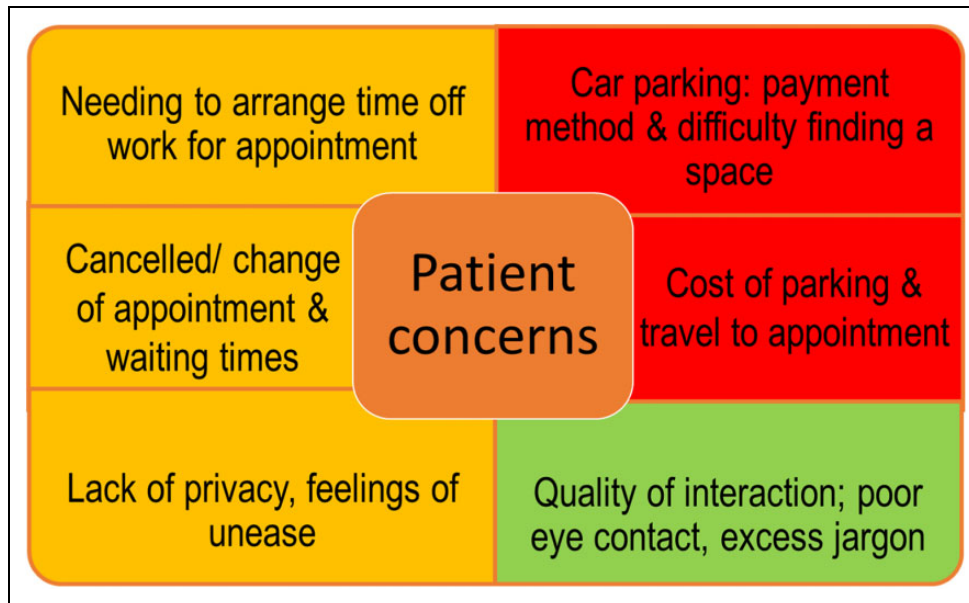 Needing to arrange time off
work for appointment
Car parking: payment
method & difficulty finding a
space
Cancelled/ change
of appointment &
waiting times
Patient
concerns
Cost of parking &
travel to appointment
Lack of privacy, feelings of
unease
Quality of interaction; poor
eye contact, excess jargon